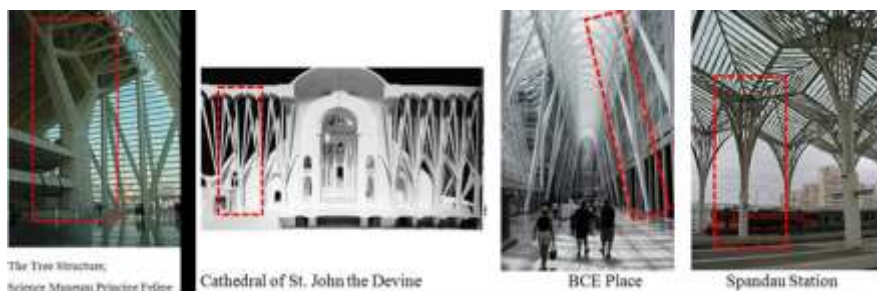 The Tree Structure;
Science Museum Principe Felipe
Cathedral of St. John the Devine
BCE Place
Spandau Station